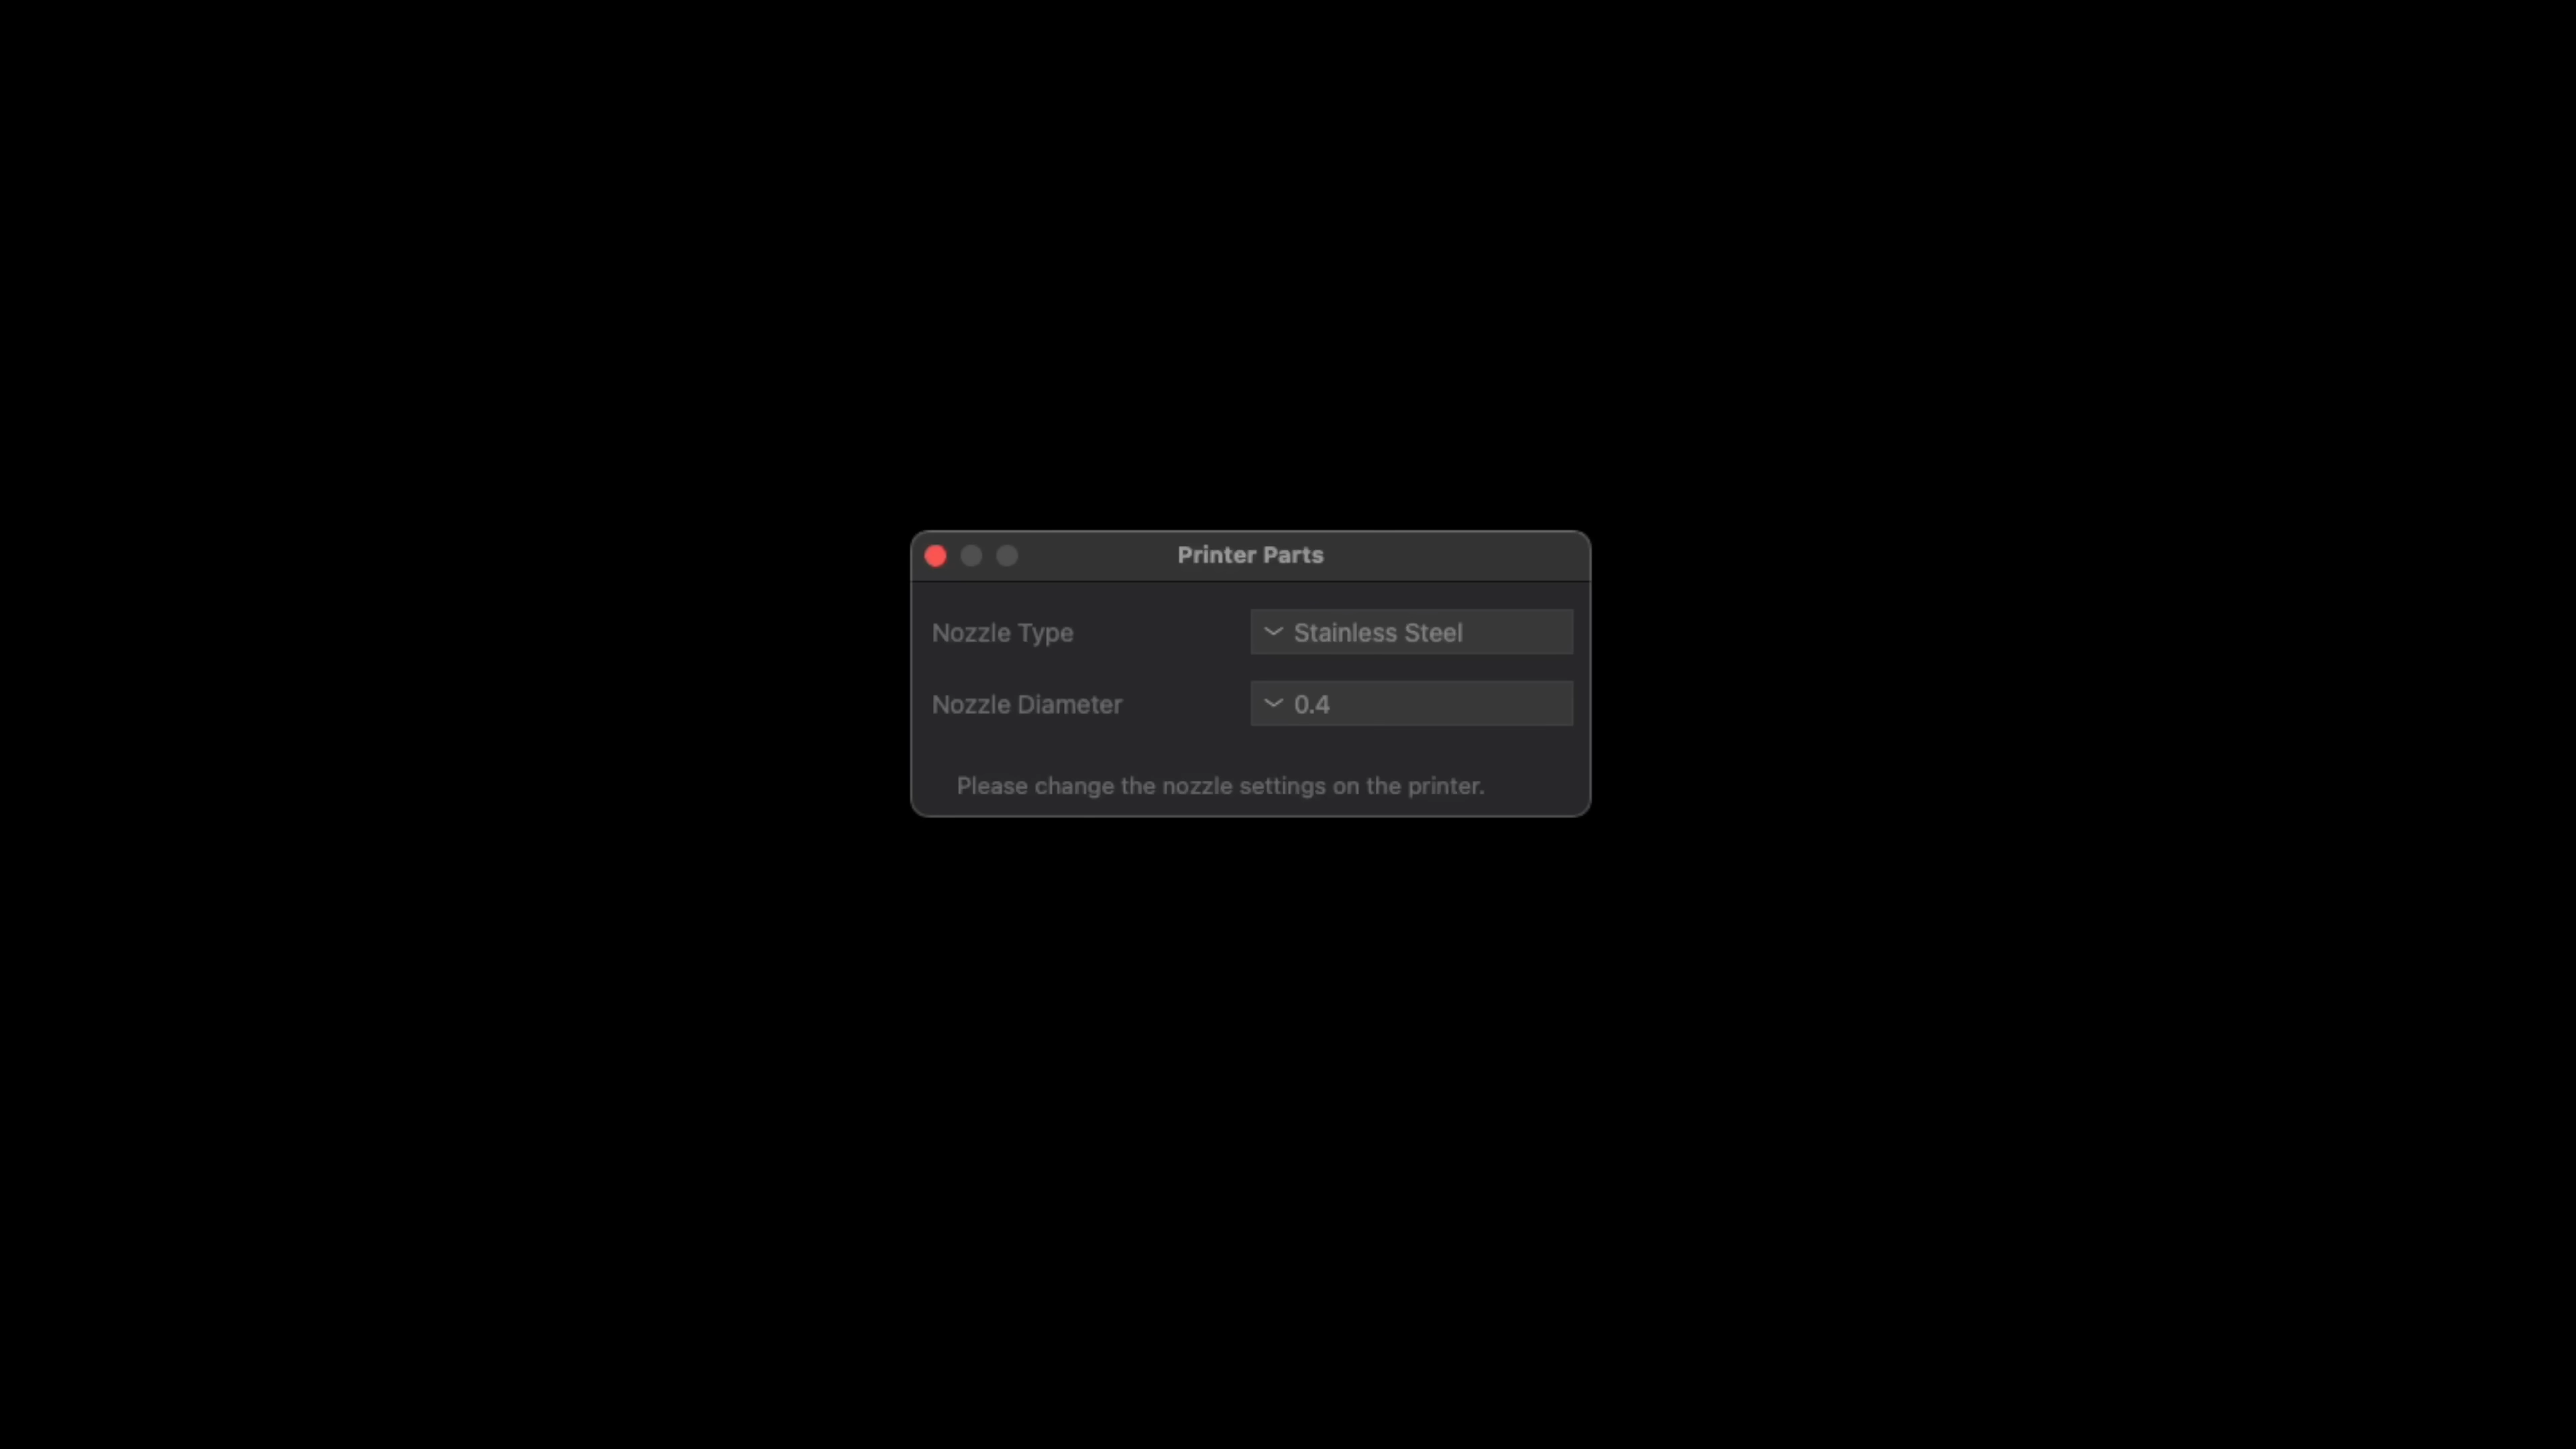 Printer Parts
Nozzle Type Stainless Steel
Nozzle Diameter 0.4
Please change the nozzle settings on the printer.